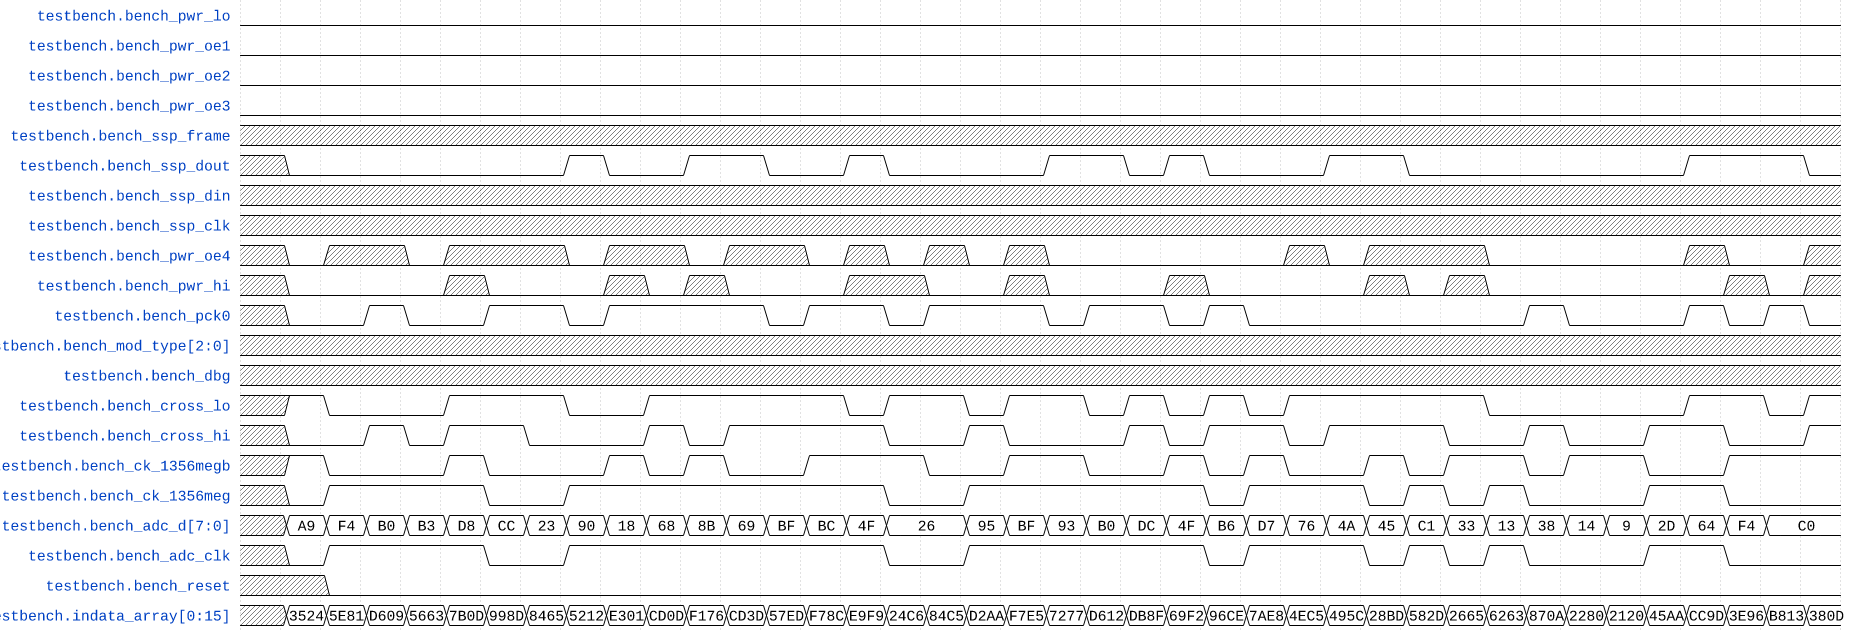 testbench.bench_pwr_lo
testbench.bench_pwr_oe1
testbench.bench_pwr_oe2
testbench.bench_pwr_oe3
testbench.bench_ssp_frame
testbench.bench_ssp_dout
testbench.bench_ssp_din
testbench.bench_ssp_clk
testbench.bench_pwr_oe4
testbench.bench_pwr_hi
testbench.bench_pck0
stbench.bench_mod_type[2:0]
testbench.bench_dbg
testbench.bench_cross_lo
testbench.bench_cross_hi
estbench.bench_ck_1356megb
testbench.bench_ck_1356meg
testbench.bench_adc_d[7:0] A9 F4 B0 B3 D8 CC 23 90 18 68 8B 69 BF BC 4F 26 95 BF 93 B0 DC 4F B6 D7 76 4A 45 C1 33 13 38 14 9 2D 64 F4 C0
testbench.bench_adc_clk
testbench.bench_reset
estbench.indata_array[0:15] 3524 5E81 D609 5663 7B0D 998D 8465 5212 E301 CD0D F176 CD3D 57ED F78C E9F9 24C6 84C5 D2AA F7E5 7277 D612 DB8F 69F2 96CE 7AE8 4EC5 495C 28BD 582D 2665 6263 870A 2280 2120 45AA CC9D 3E96 B813 380D